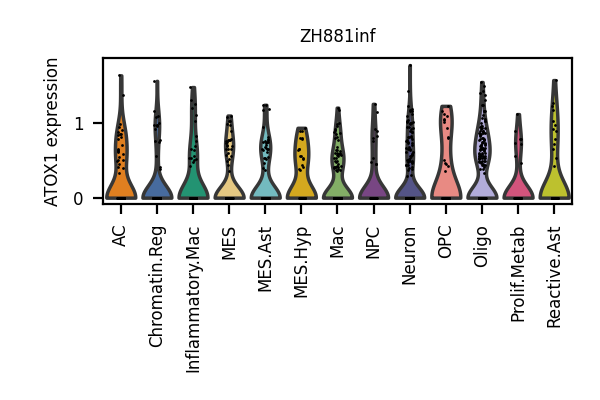 ZH881inf
ATOX1 expression
1
0
AC
Chromatin.Reg
Inflammatory.Mac
MES
MES.Ast
MES.Hyp
Mac
NPC
Neuron
OPC
Oligo
Prolif.Metab
Reactive.Ast